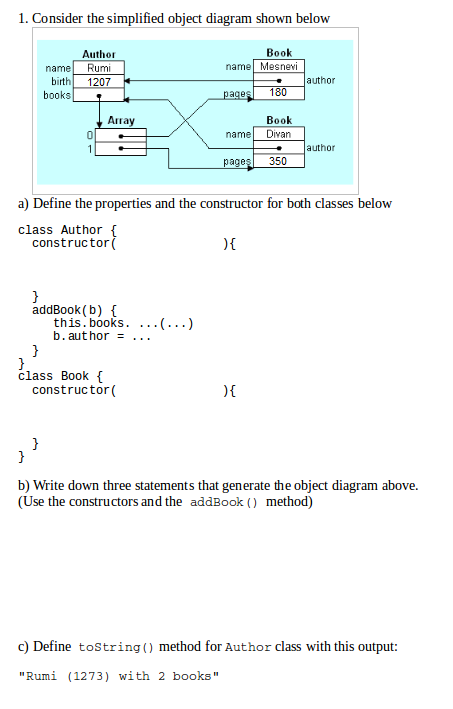 1. Consider the simplified object diagram shown below
Author
Book
name Rumi
name Mesnevi
birth 1207
author
books
pages 180
Array
Book
0
name Divan
1
author
pages 350
a) Define the properties and the constructor for both classes below
class Author {
constructor( ){
}
addBook(b) {
this.books. ...(...)
b.author = ...
}
}
class Book {
constructor( ){
}
}
b) Write down three statements that generate the object diagram above.
(Use the constructors and the addBook() method)
c) Define toString() method for Author class with this output:
"Rumi (1273) with 2 books"